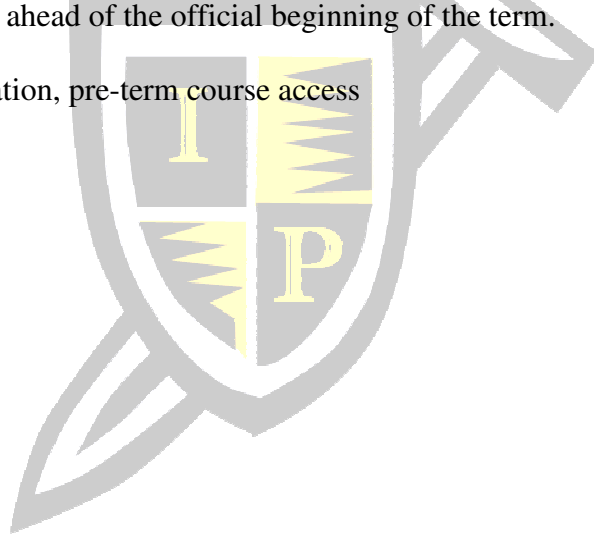 ahead of the official beginning of the term.
ation, pre-term course access
I
P